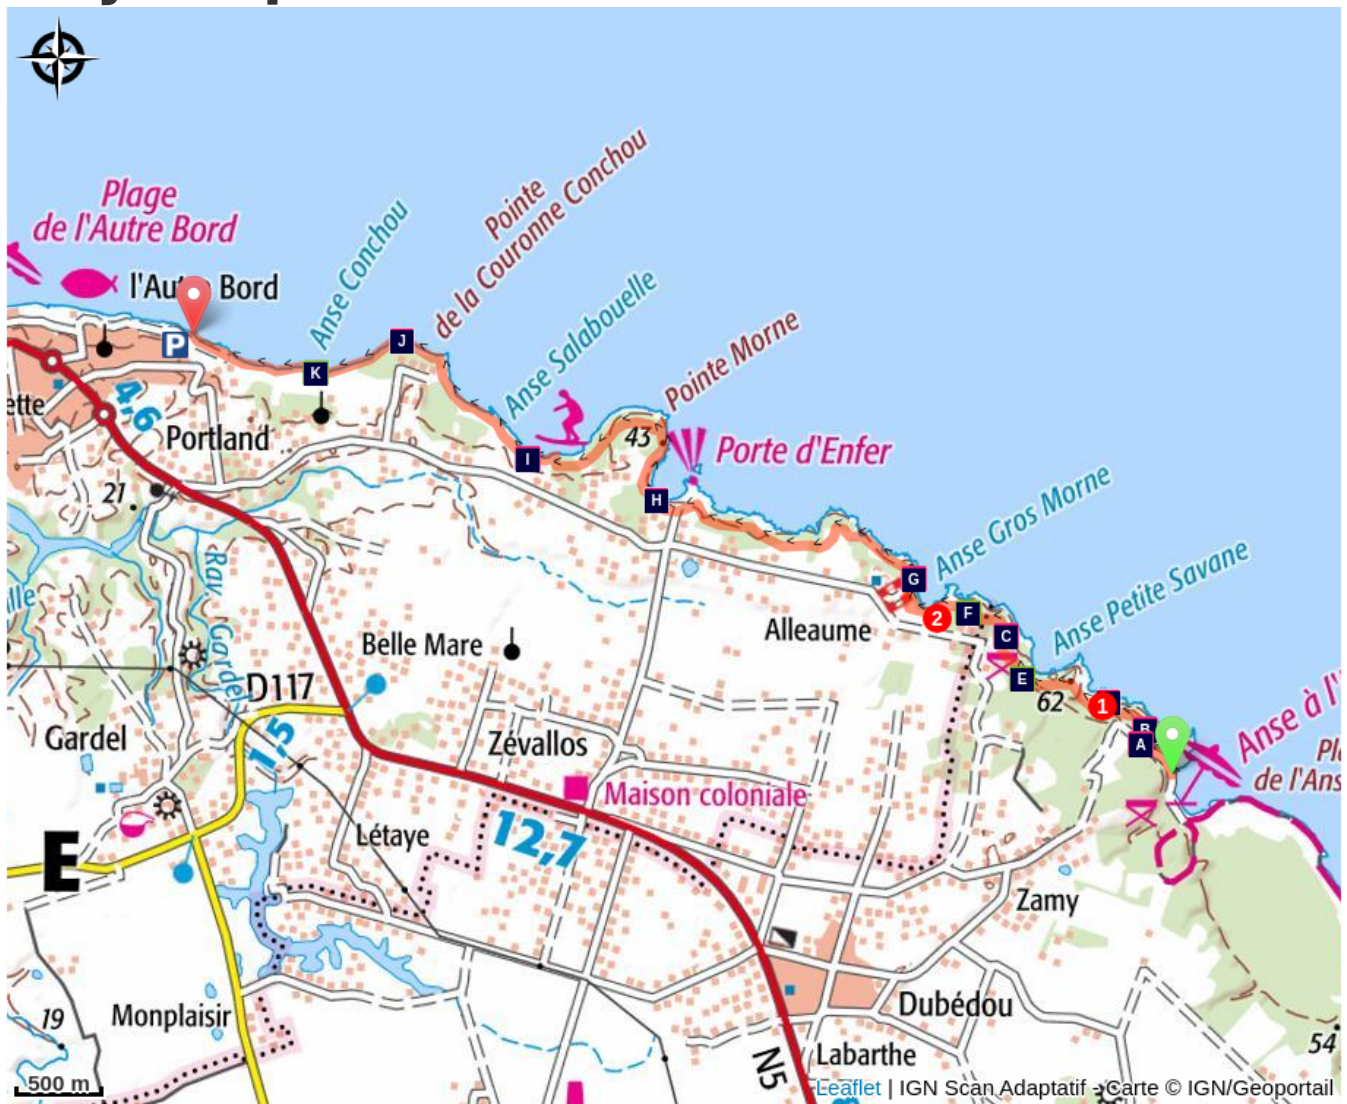 Plage
de l'Autre Bord
l'Au Bord
Anse Conchou
Pointe
de la Couronne Conchou
Anse Salabouelle
Pointe Morne
Porte d'Enfer
Anse Gros Morne
Anse Petite Savane
Anse à l'
de l'Ans
P
J
K
I
43
H
G
2
F
C
E
62
1
B
A
ette
4,6
Portland
21
Rav. Gardel
Alleaume
Belle Mare
D117
1,5
Gardel
Zévallos
Maison coloniale
12,7
Létaye
E
Zamy
Monplaisir
19
Dubédou
Labarthe
N5
54
500 m
Leaflet | IGN Scan Adaptatif - Carte © IGN/Geoportail